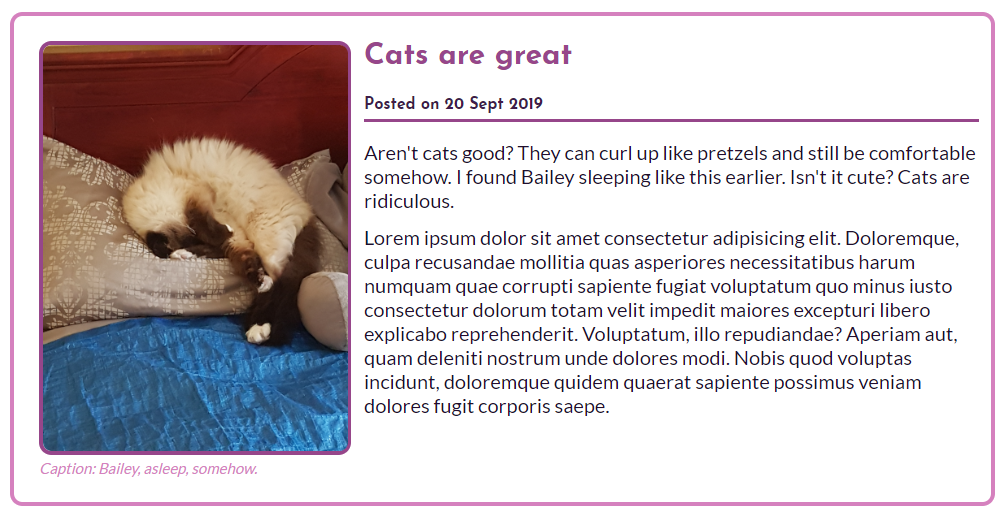 Cats are great
Posted on 20 Sept 2019
Aren't cats good? They can curl up like pretzels and still be comfortable
somehow. I found Bailey sleeping like this earlier. Isn't it cute? Cats are
ridiculous.
Lorem ipsum dolor sit amet consectetur adipisicing elit. Doloremque,
culpa recusandae mollitia quas asperiores necessitatibus harum
numquam quae corrupti sapiente fugiat voluptatum quo minus iusto
consectetur dolorum totam velit impedit maiores excepturi libero
explicabo reprehenderit. Voluptatum, illo repudiandae? Aperiam aut,
quam deleniti nostrum unde dolores modi. Nobis quod voluptas
incidunt, doloremque quidem quaerat sapiente possimus veniam
dolores fugit corporis saepe.
Caption: Bailey, asleep, somehow.